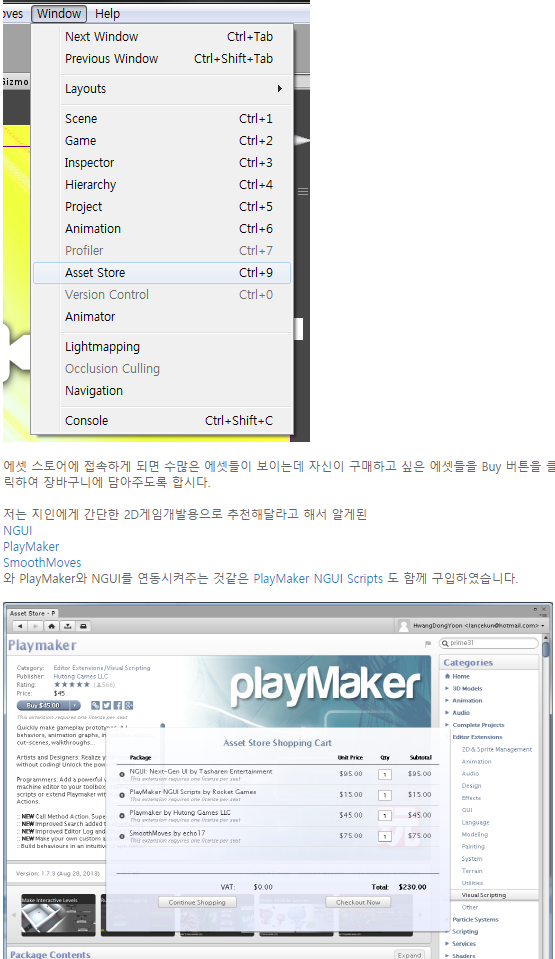 oves Window Help
Next Window Ctrl+Tab
Previous Window Ctrl+Shift+Tab
Layouts
Gizmo
Scene Ctrl+1
Game Ctrl+2
Inspector Ctrl+3
Hierarchy Ctrl+4
Project Ctrl+5
Animation Ctrl+6
Profiler Ctrl+7
Asset Store Ctrl+9
Version Control Ctrl+0
Animator
Lightmapping
Occlusion Culling
Navigation
Console Ctrl+Shift+C
에셋 스토어에 접속하게 되면 수많은 에셋들이 보이는데 자신이 구매하고 싶은 에셋들을 Buy 버튼을 클
릭하여 장바구니에 담아주도록 합시다.
저는 지인에게 간단한 2D게임개발용으로 추천해달라고 해서 알게된
NGUI
PlayMaker
SmoothMoves
와 PlayMaker와 NGUI를 연동시켜주는 것같은 PlayMaker NGUI Scripts 도 함께 구입하였습니다.
Asset Store - P
HwangDongYoon <lancekun@hotmail.com>
Playmaker
prime31
Category: Editor Extensions/Visual Scripting
Publisher: Hutong Games LLC
Rating: (566)
Price: $45
Buy $45.00
This extension requires one license per seat
playMaker
Quickly make gameplay prototypes, A.I.
behaviors, animation graphs, in
cut-scenes, walkthroughs...
Artists and Designers: Realize y
without coding! Unlock the pow
Programmers: Add a powerful v
machine editor to your toolbox
scripts or extend Playmaker wit
Actions.
:: NEW Call Method Action. Supe
:: NEW Improved Search added t
:: NEW Improved Editor Log and
:: NEW Make your own custom a
:: Build behaviours in an intuitive
Version: 1.7.3 (Aug 28, 2013)
Make Interactive Levels
Package Contents
Expand
Asset Store Shopping Cart
Package Unit Price Qty Subtotal
NGUI: Next-Gen UI by Tasharen Entertainment $95.00 1 $95.00
This extension requires one license per seat
PlayMaker NGUI Scripts by Rocket Games $15.00 1 $15.00
This extension requires one license per seat
Playmaker by Hutong Games LLC $45.00 1 $45.00
This extension requires one license per seat
SmoothMoves by echo17 $75.00 1 $75.00
This extension requires one license per seat
VAT: $0.00 Total: $230.00
Continue Shopping Checkout Now
Categories
Home
3D Models
Animation
Audio
Complete Projects
Editor Extensions
2D & Sprite Management
Animation
Audio
Design
Effects
GUI
Language
Modeling
Painting
System
Terrain
Utilities
Visual Scripting
Other
Particle Systems
Scripting
Services
Shaders